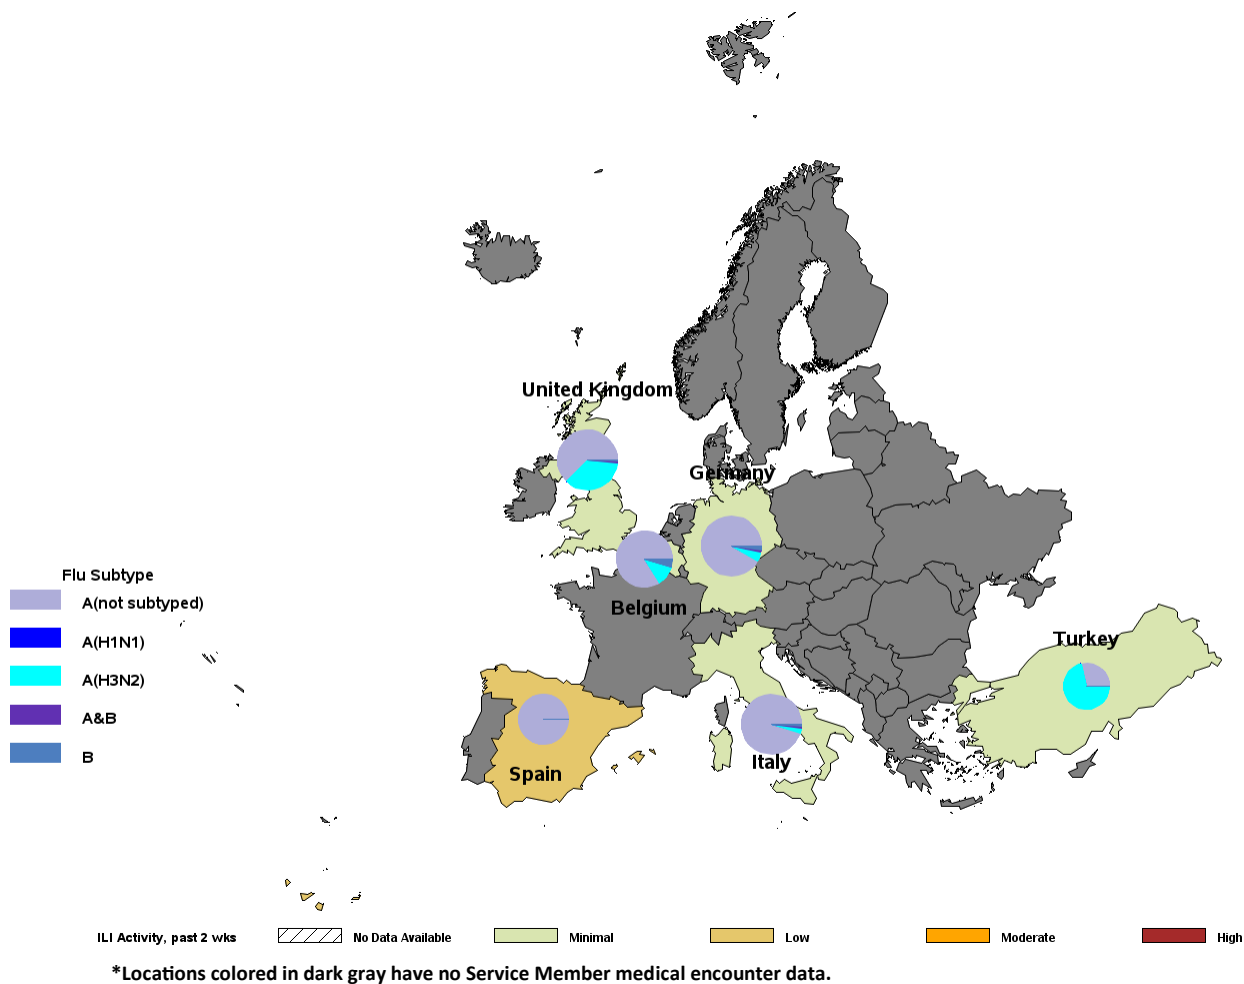 United Kingdom
Germany
Belgium
Flu Subtype
A(not subtyped)
A(H1N1)
A(H3N2)
A&B
B
Turkey
Spain
Italy
ILI Activity, past 2 wks
No Data Available
Minimal
Low
Moderate
High
*Locations colored in dark gray have no Service Member medical encounter data.